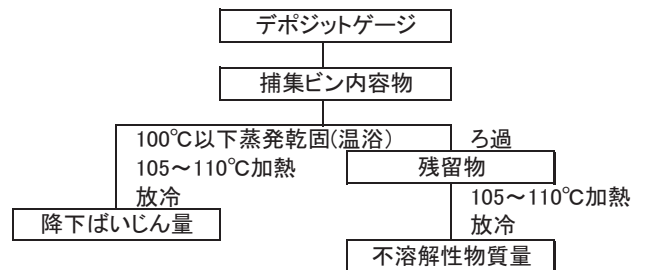 デポジットゲージ
捕集ビン内容物
100℃以下蒸発乾固(温浴)
105～110℃加熱
放冷
降下ばいじん量
ろ過
残留物
105～110℃加熱
放冷
不溶解性物質量